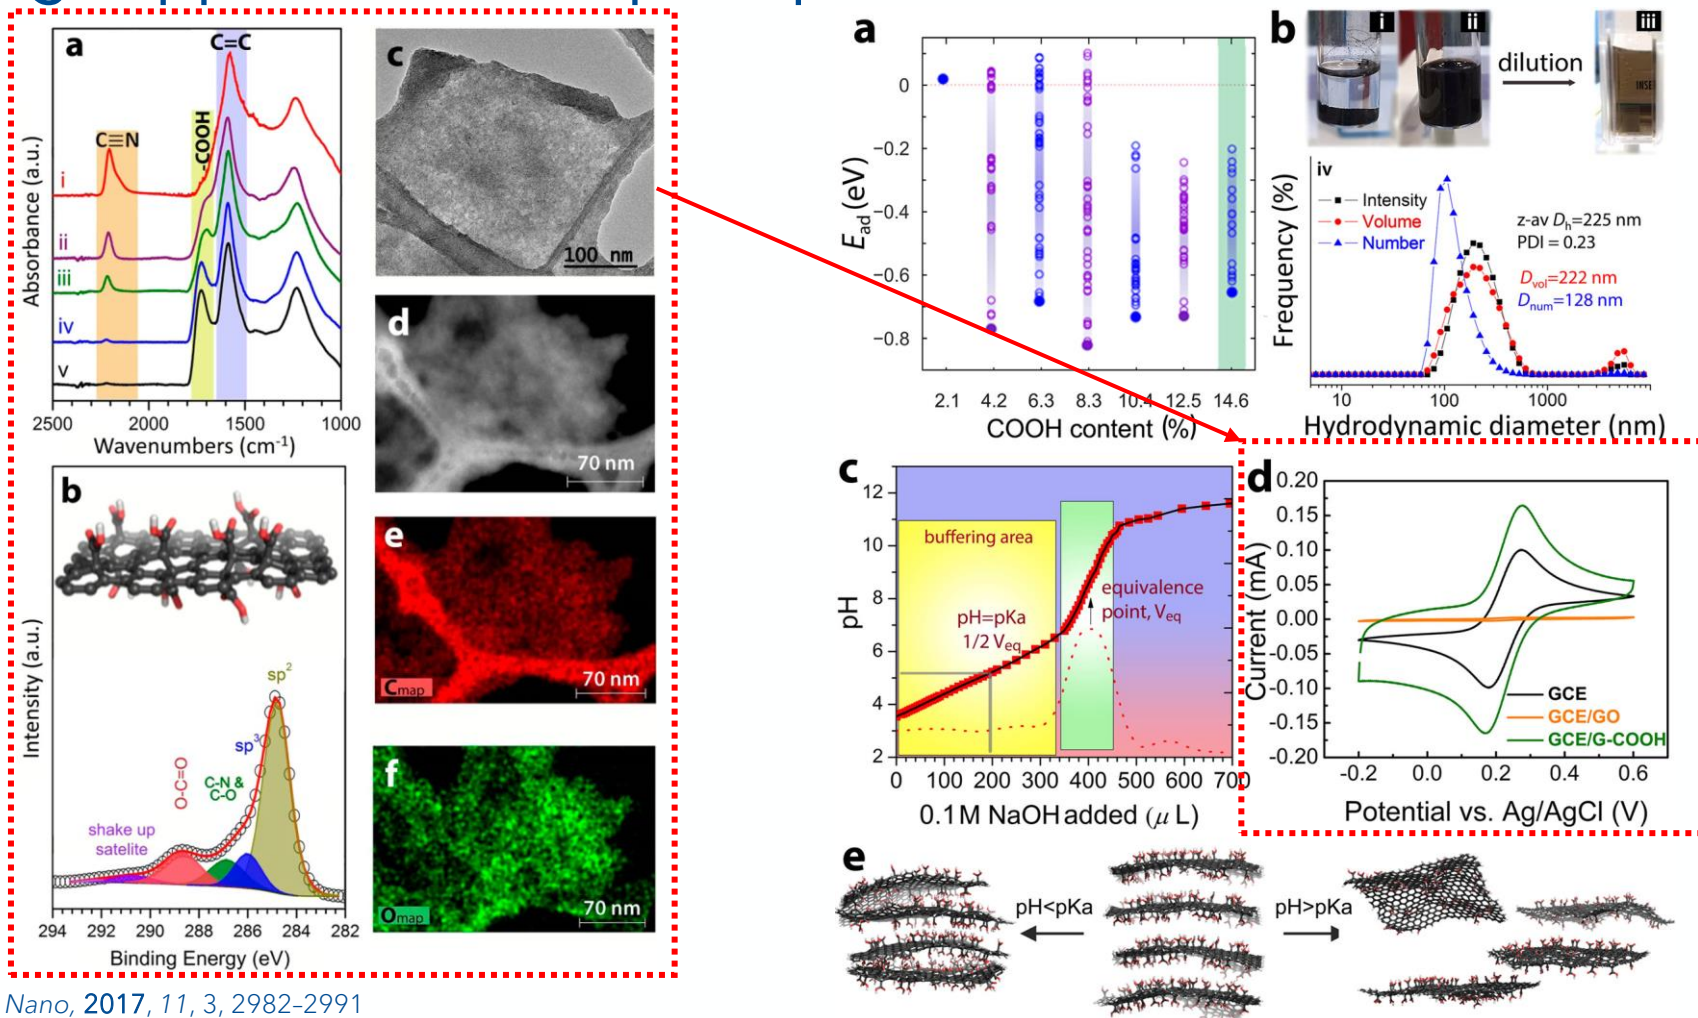 a
C=C
C≡N
-COOH
i
ii
iii
iv
v
Absorbance (a.u.)
2500 2000 1500 1000
Wavenumbers (cm⁻¹)
b
sp²
sp³
C-N &
C-O
O-C=O
shake up
satelite
Intensity (a.u.)
294 292 290 288 286 284 282
Binding Energy (eV)
c
100 nm
d
70 nm
e
Cmap
70 nm
f
Omap
70 nm
Nano, 2017, 11, 3, 2982–2991
a
0
−0.2
−0.4
−0.6
−0.8
Ead (eV)
2.1 4.2 6.3 8.3 10.4 12.5 14.6
COOH content (%)
b
i
ii
iii
dilution
iv
Intensity
Volume
Number
z-av Dh=225 nm
PDI = 0.23
Dvol=222 nm
Dnum=128 nm
Frequency (%)
10 100 1000
Hydrodynamic diameter (nm)
c
12
10
8
6
4
2
pH
buffering area
pH=pKa
1/2 Veq
equivalence
point, Veq
0 100 200 300 400 500 600 700
0.1M NaOH added (μ L)
d
0.20
0.15
0.10
0.05
0.00
-0.05
-0.10
-0.15
-0.20
Current (mA)
GCE
GCE/GO
GCE/G-COOH
-0.2 0.0 0.2 0.4 0.6
Potential vs. Ag/AgCl (V)
e
pH<pKa
pH>pKa